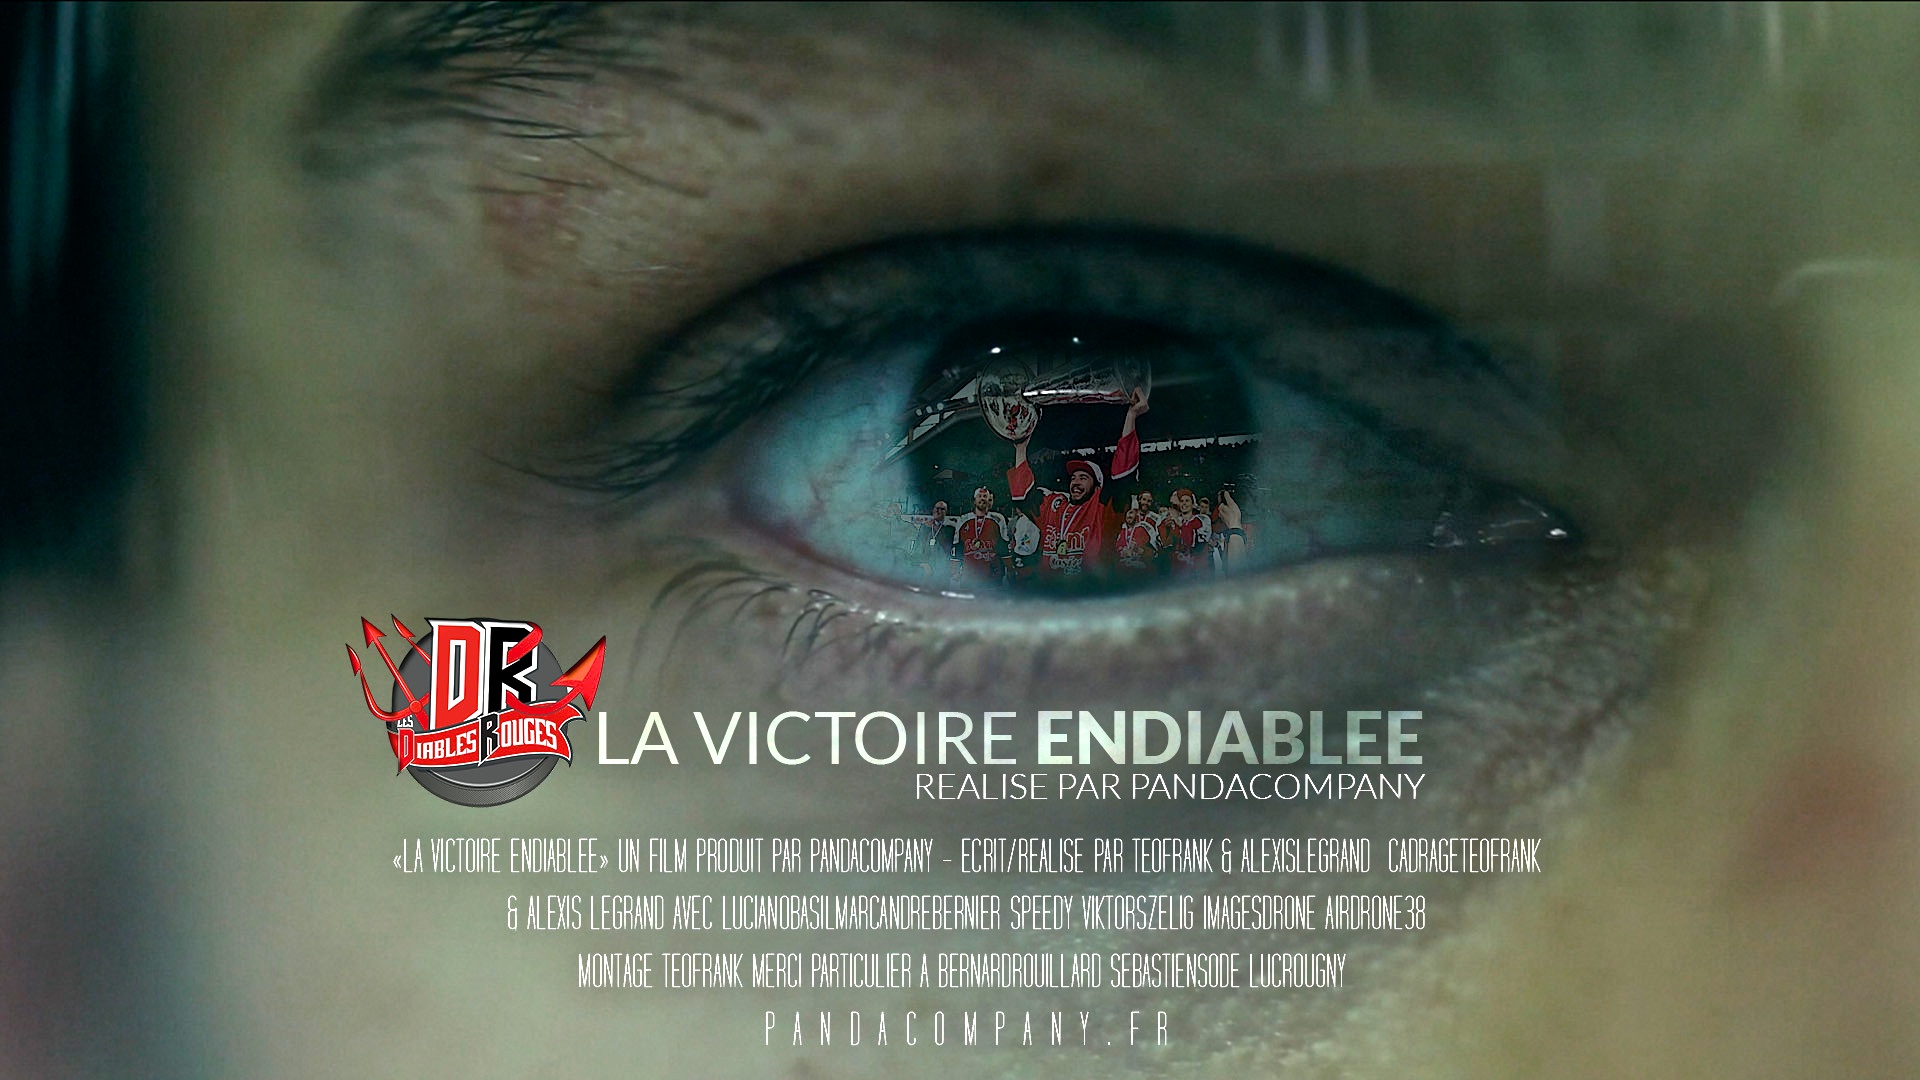 DR
LES
DIABLES ROUGES
LA VICTOIRE ENDIABLEE
REALISE PAR PANDACOMPANY
«LA VICTOIRE ENDIABLEE» UN FILM PRODUIT PAR PANDACOMPANY - ECRIT/REALISE PAR TEOFRANK & ALEXISLEGRAND CADRAGETEOFRANK
& ALEXIS LEGRAND AVEC LUCIANOBASILMARCANDREBERNIER SPEEDY VIKTORSZELIG IMAGESDRONE AIRDRONE38
MONTAGE TEOFRANK MERCI PARTICULIER A BERNARDROUILLARD SEBASTIENSODE LUCROUGNY
PANDACOMPANY.FR